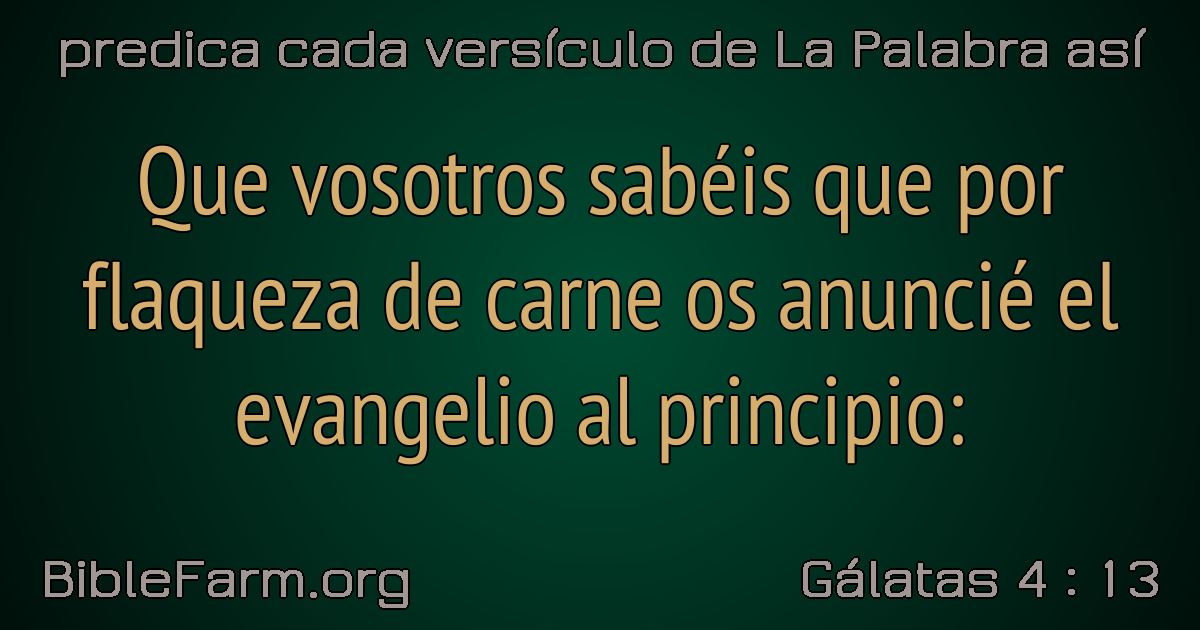 predica cada versículo de La Palabra así
Que vosotros sabéis que por
flaqueza de carne os anuncié el
evangelio al principio:
BibleFarm.org
Gálatas 4 : 13